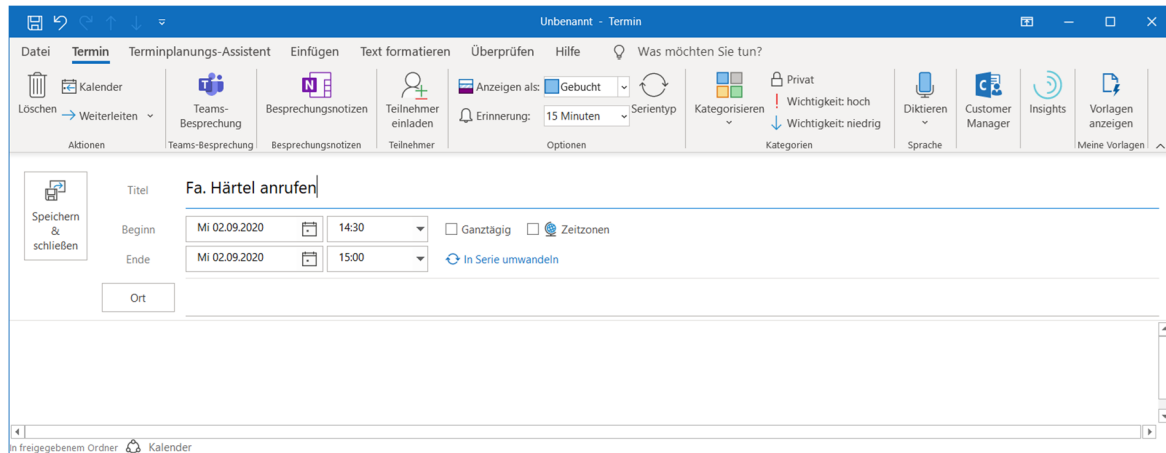 Unbenannt - Termin
Datei Termin Terminplanungs-Assistent Einfügen Text formatieren Überprüfen Hilfe Was möchten Sie tun?
Löschen
Kalender
Weiterleiten
Aktionen
Teams-
Besprechung
Teams-Besprechung
Besprechungsnotizen
Besprechungsnotizen
Teilnehmer
einladen
Teilnehmer
Anzeigen als: Gebucht
Erinnerung: 15 Minuten
Serientyp
Optionen
Kategorisieren
Privat
Wichtigkeit: hoch
Wichtigkeit: niedrig
Kategorien
Diktieren
Sprache
Customer
Manager
Insights
Vorlagen
anzeigen
Meine Vorlagen
Speichern
&
schließen
Titel Fa. Härtel anrufen
Beginn Mi 02.09.2020 14:30 Ganztägig Zeitzonen
Ende Mi 02.09.2020 15:00 In Serie umwandeln
Ort
In freigegebenem Ordner Kalender